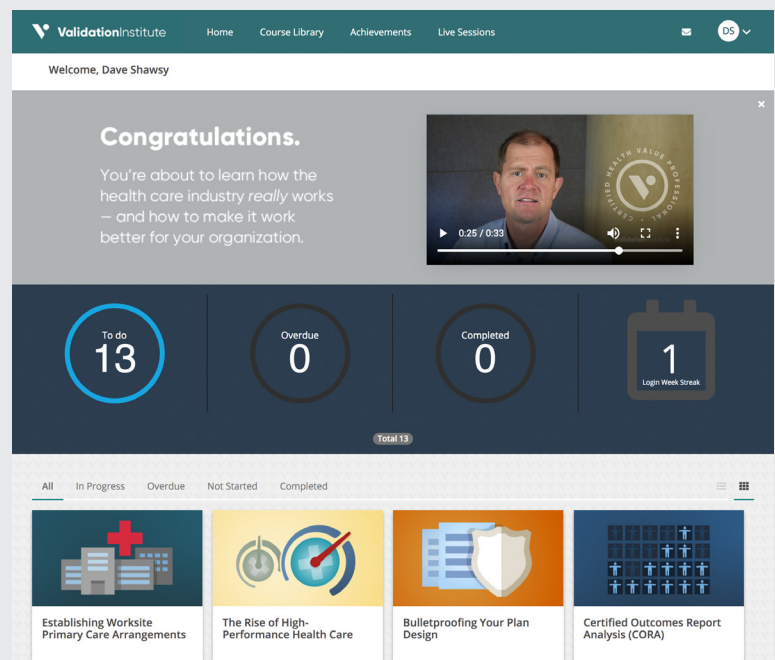 ValidationInstitute
Home Course Library Achievements Live Sessions
DS
Welcome, Dave Shawsy
Congratulations.
You're about to learn how the
health care industry really works
— and how to make it work
better for your organization.
CERTIFIED HEALTH VALUE PROFESSIONAL
0:25 / 0:33
To do
13
Overdue
0
Completed
0
1
Login Week Streak
Total 13
All In Progress Overdue Not Started Completed
Establishing Worksite
Primary Care Arrangements
The Rise of High-
Performance Health Care
Bulletproofing Your Plan
Design
Certified Outcomes Report
Analysis (CORA)